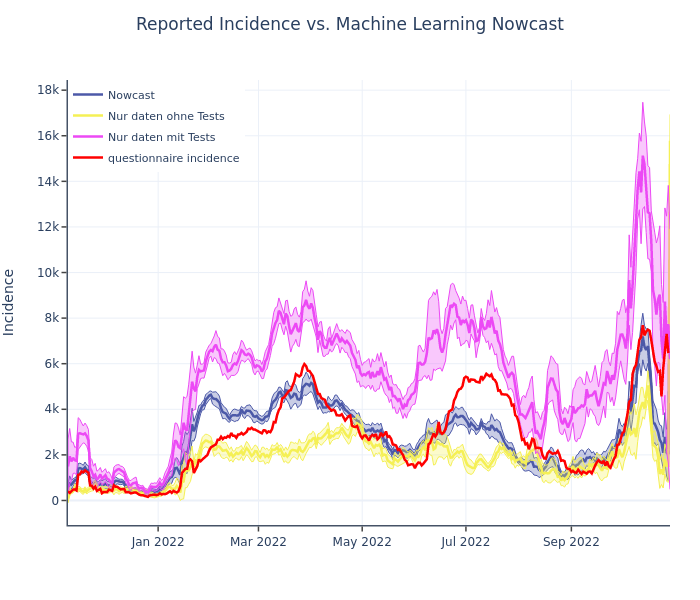 Reported Incidence vs. Machine Learning Nowcast
Nowcast
Nur daten ohne Tests
Nur daten mit Tests
questionnaire incidence
Incidence
18k
16k
14k
12k
10k
8k
6k
4k
2k
0
Jan 2022
Mar 2022
May 2022
Jul 2022
Sep 2022